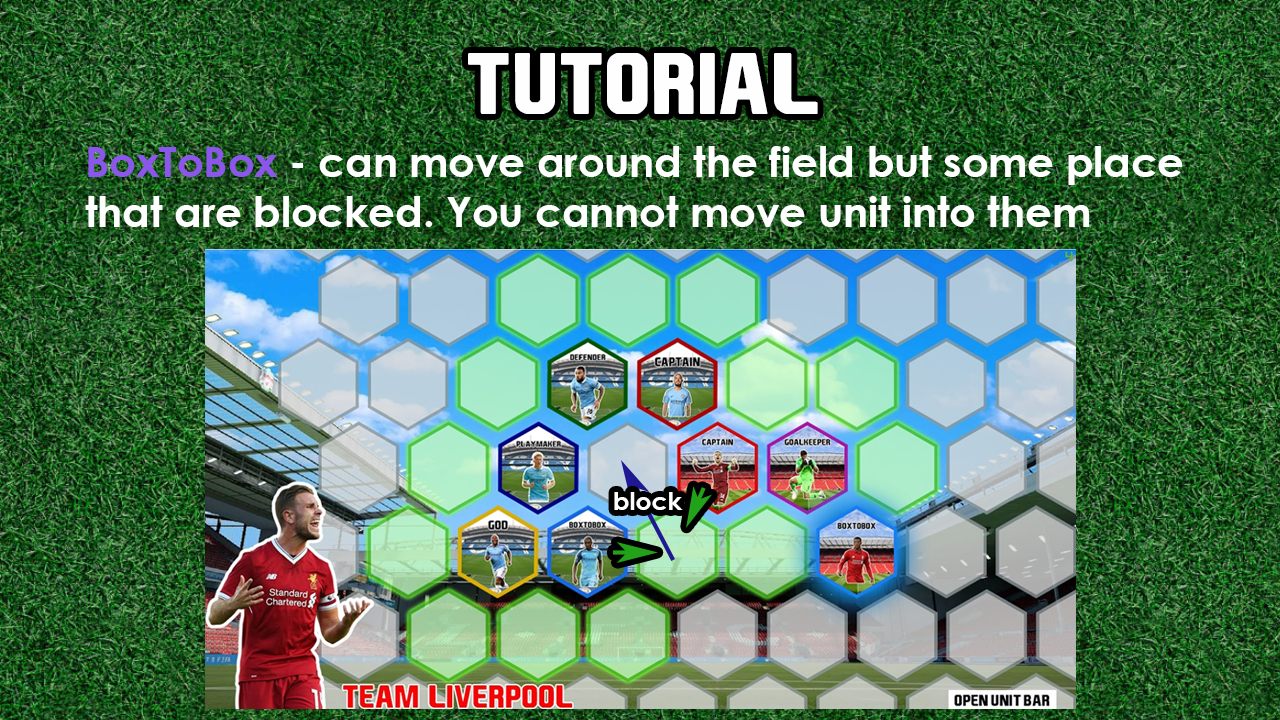 TUTORIAL
BoxToBox - can move around the field but some place
that are blocked. You cannot move unit into them
DEFENDER
CAPTAIN
PLAYMAKER
CAPTAIN
GOALKEEPER
block
GOD
BOXTOBOX
BOXTOBOX
Standard
Chartered
TEAM LIVERPOOL
OPEN UNIT BAR